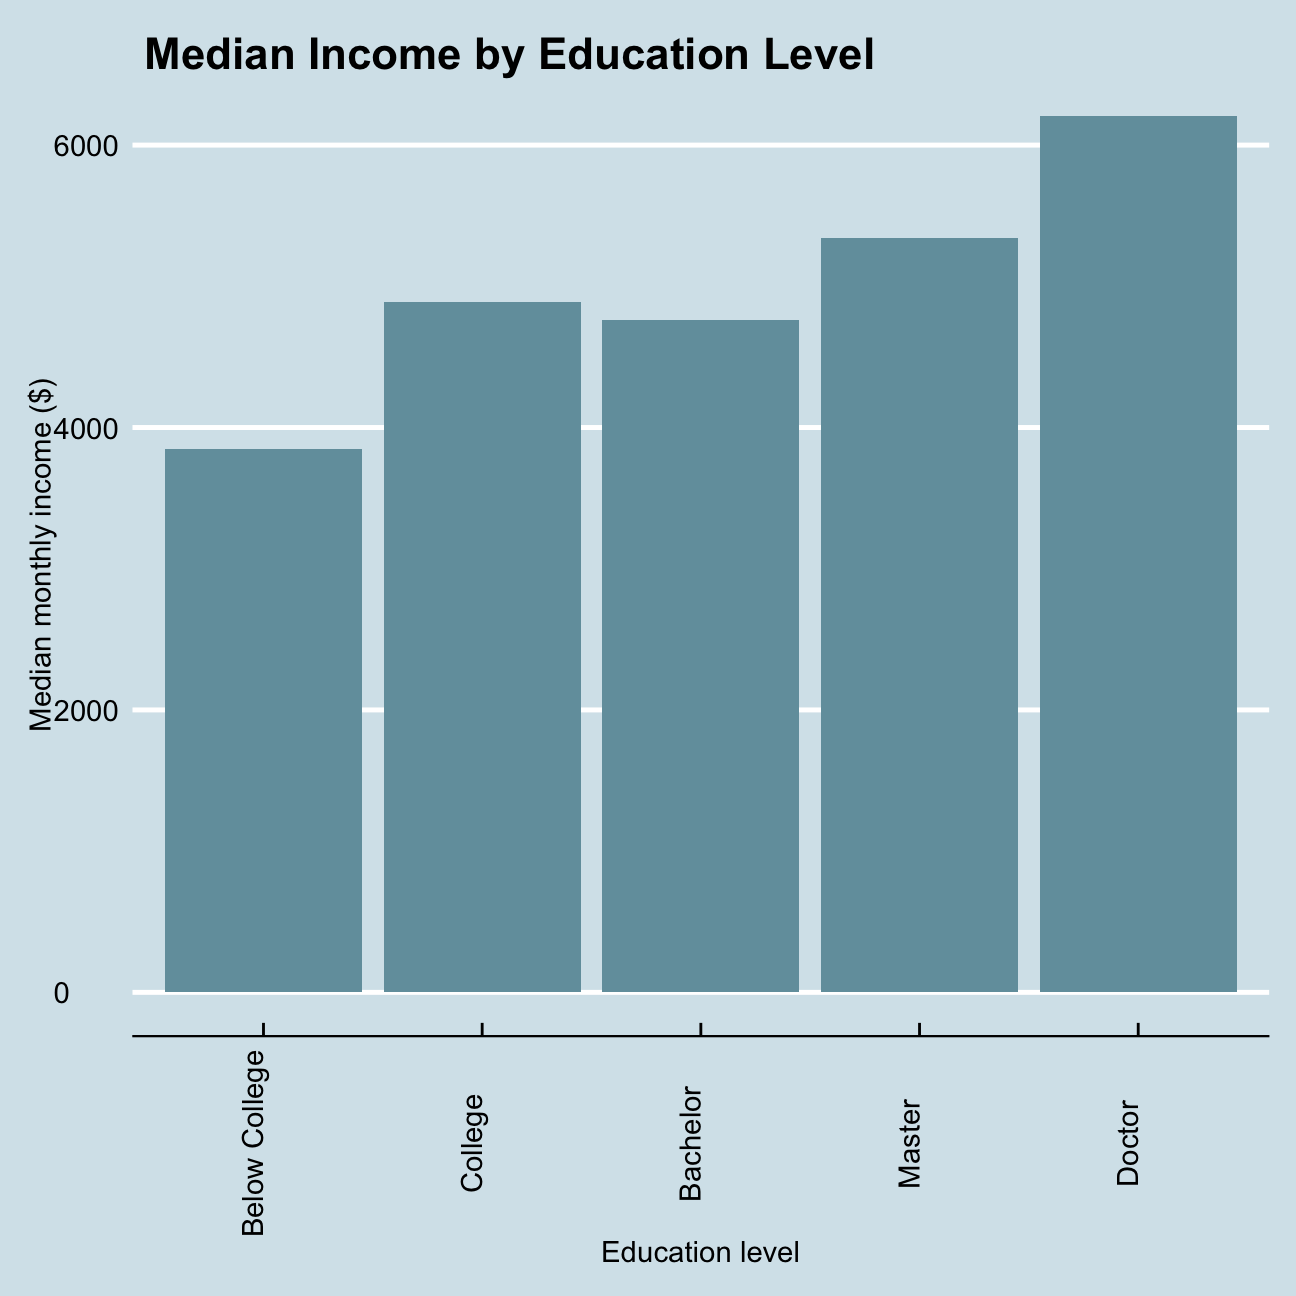 Median Income by Education Level
Median monthly income ($)
6000
4000
2000
0
Below College
College
Bachelor
Master
Doctor
Education level